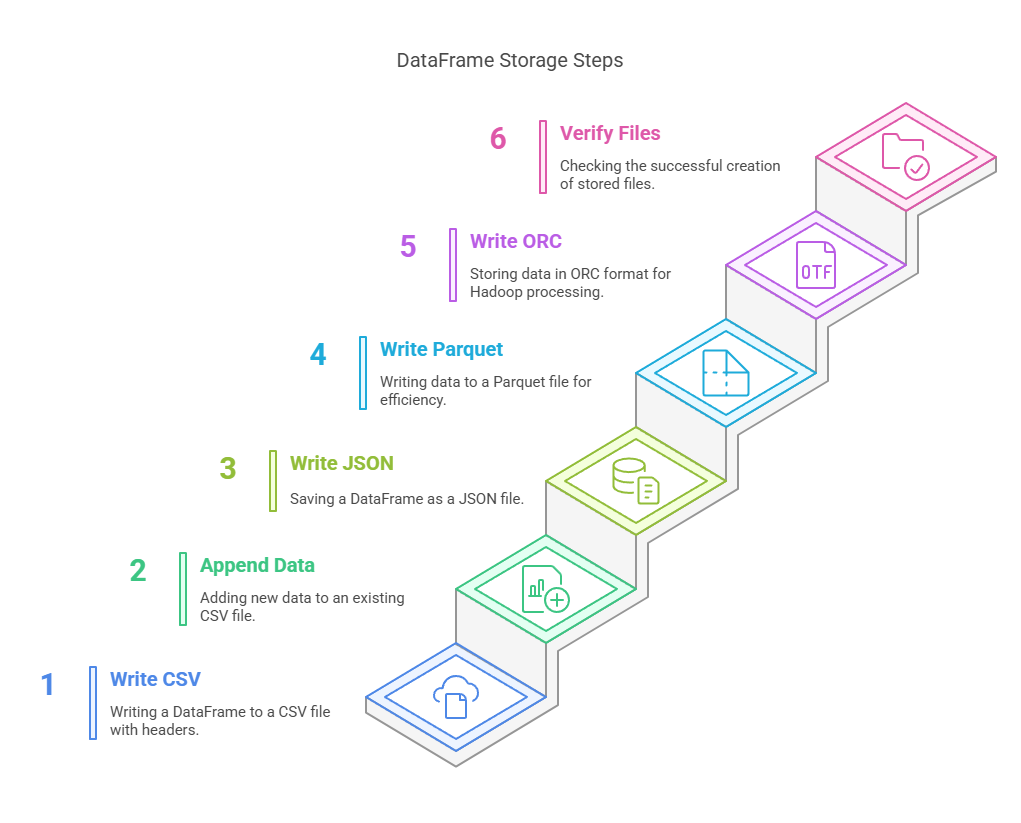 DataFrame Storage Steps
6
Verify Files
Checking the successful creation
of stored files.
5
Write ORC
Storing data in ORC format for
Hadoop processing.
OTF
4
Write Parquet
Writing data to a Parquet file for
efficiency.
3
Write JSON
Saving a DataFrame as a JSON file.
2
Append Data
Adding new data to an existing
CSV file.
1
Write CSV
Writing a DataFrame to a CSV file
with headers.